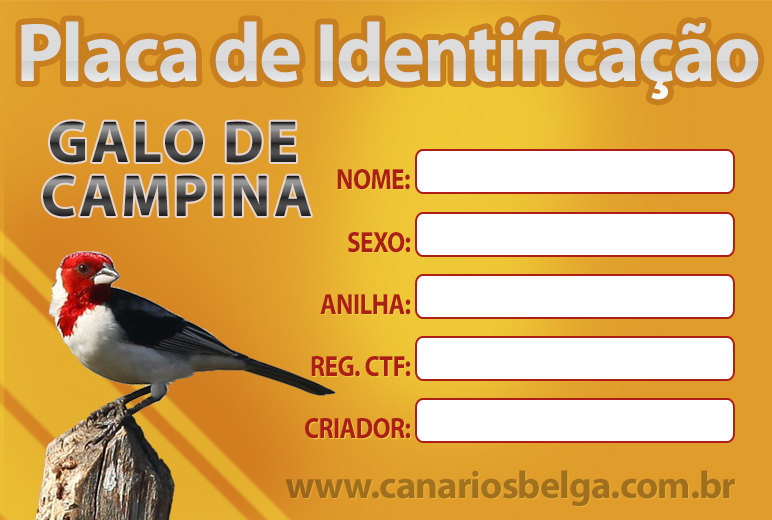 Placa de Identificação
GALO DE
CAMPINA
NOME:
SEXO:
ANILHA:
REG. CTF:
CRIADOR:
www.canariosbelga.com.br